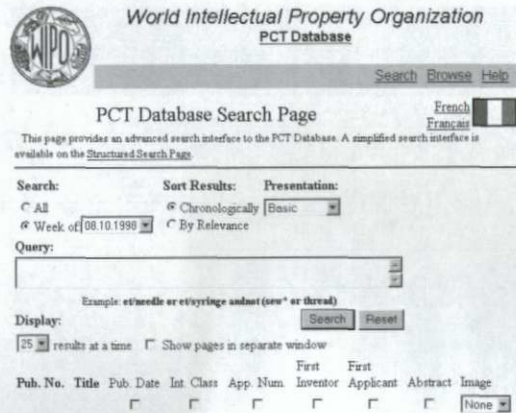 WIPO
World Intellectual Property Organization
PCT Database
Search Browse Help
PCT Database Search Page
French
Français
This page provides an advanced search interface to the PCT Database. A simplified search interface is
available on the Structured Search Page.
Search: Sort Results: Presentation:
All Chronologically Basic
Week of 08.10.1998 By Relevance
Query:
Example: et/needle or et/syringe andnot (sew* or thread)
Display: Search Reset
25 results at a time Show pages in separate window
First First
Pub. No. Title Pub. Date Int. Class App. Num. Inventor Applicant Abstract Image
None